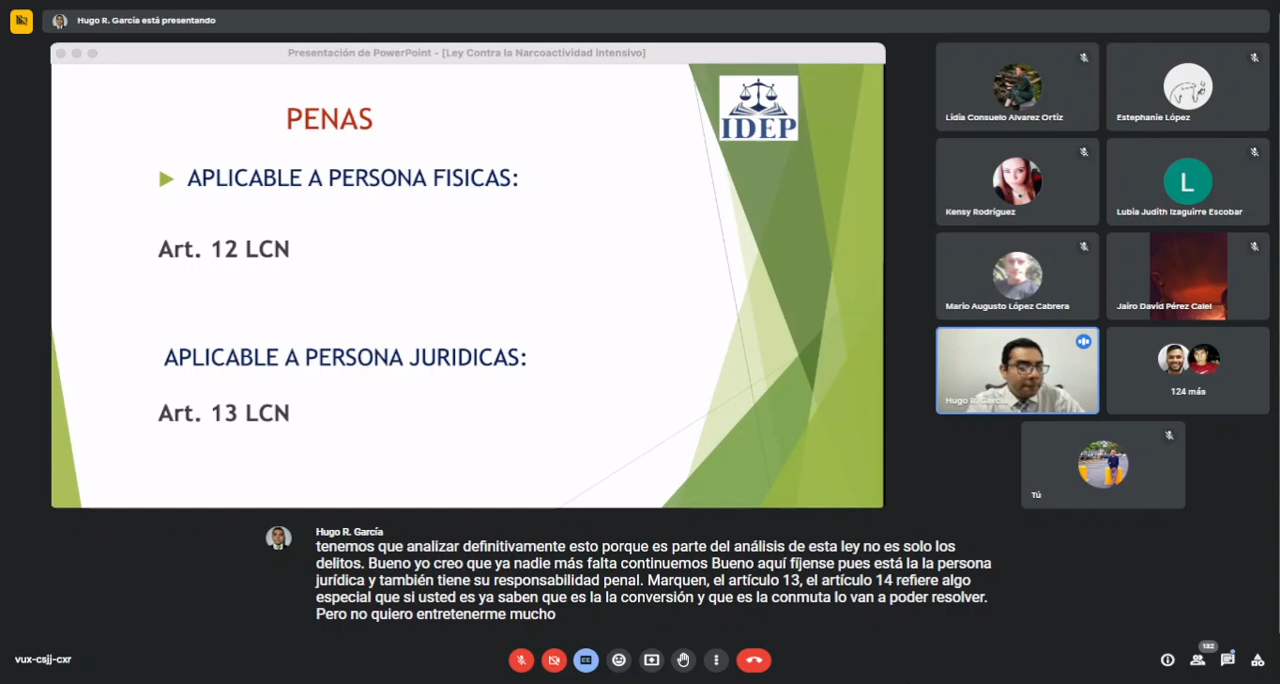 Hugo R. García está presentando
Presentación de PowerPoint - [Ley Contra la Narcoactividad intensivo]
PENAS
IDEP
APLICABLE A PERSONA FISICAS:
Art. 12 LCN
APLICABLE A PERSONA JURIDICAS:
Art. 13 LCN
Lidia Consuelo Alvarez Ortiz
Estephanie López
Kensy Rodríguez
L
Lubia Judith Izaguirre Escobar
Mario Augusto López Cabrera
Jairo David Pérez Calel
Hugo R. García
124 más
Tú
Hugo R. García
tenemos que analizar definitivamente esto porque es parte del análisis de esta ley no es solo los
delitos. Bueno yo creo que ya nadie más falta continuemos Bueno aquí fíjense pues está la la persona
jurídica y también tiene su responsabilidad penal. Marquen, el artículo 13, el artículo 14 refiere algo
especial que si usted es ya saben que es la la conversión y que es la conmuta lo van a poder resolver.
Pero no quiero entretenerme mucho
vux-csjj-cxr
CC
132